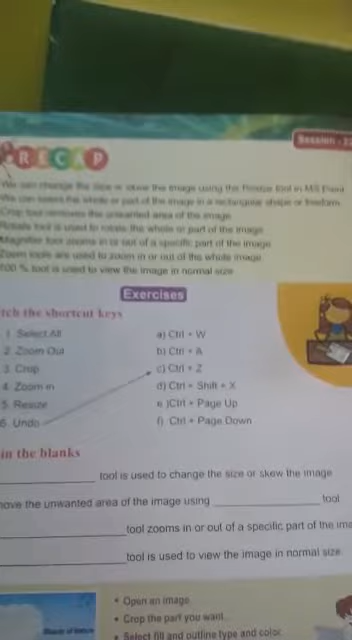 Session - 22
RECAP
We can change the size or skew the image using the Resize tool in MS Paint
We can select the whole or part of the image in a rectangular shape or freeform
Crop tool removes the unwanted area of the image
Rotate tool is used to rotate the whole or part of the image
Magnifier tool zooms in or out of a specific part of the image
Zoom tools are used to zoom in or out of the whole image
100 % tool is used to view the image in normal size
Exercises
tch the shortcut keys
1. Select All a) Ctrl + W
2. Zoom Out b) Ctrl + A
3. Crop c) Ctrl + Z
4. Zoom in d) Ctrl + Shift + X
5. Resize e )Ctrl + Page Up
6. Undo f) Ctrl + Page Down
in the blanks
____________ tool is used to change the size or skew the image
move the unwanted area of the image using ____________ tool
____________ tool zooms in or out of a specific part of the ima
____________ tool is used to view the image in normal size
• Open an image
• Crop the part you want
• Select fill and outline type and color